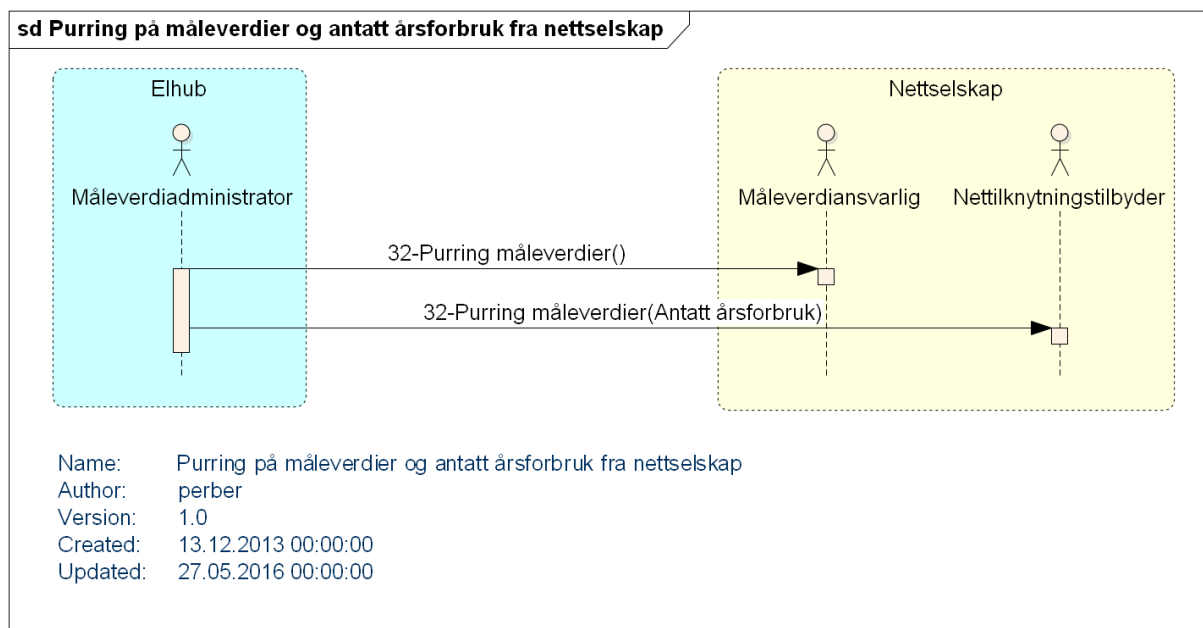 sd Purring på måleverdier og antatt årsforbruk fra nettselskap
Elhub
Nettselskap
Måleverdiadministrator
Måleverdiansvarlig
Nettilknytningstilbyder
32-Purring måleverdier()
32-Purring måleverdier(Antatt årsforbruk)
Name: Purring på måleverdier og antatt årsforbruk fra nettselskap
Author: perber
Version: 1.0
Created: 13.12.2013 00:00:00
Updated: 27.05.2016 00:00:00